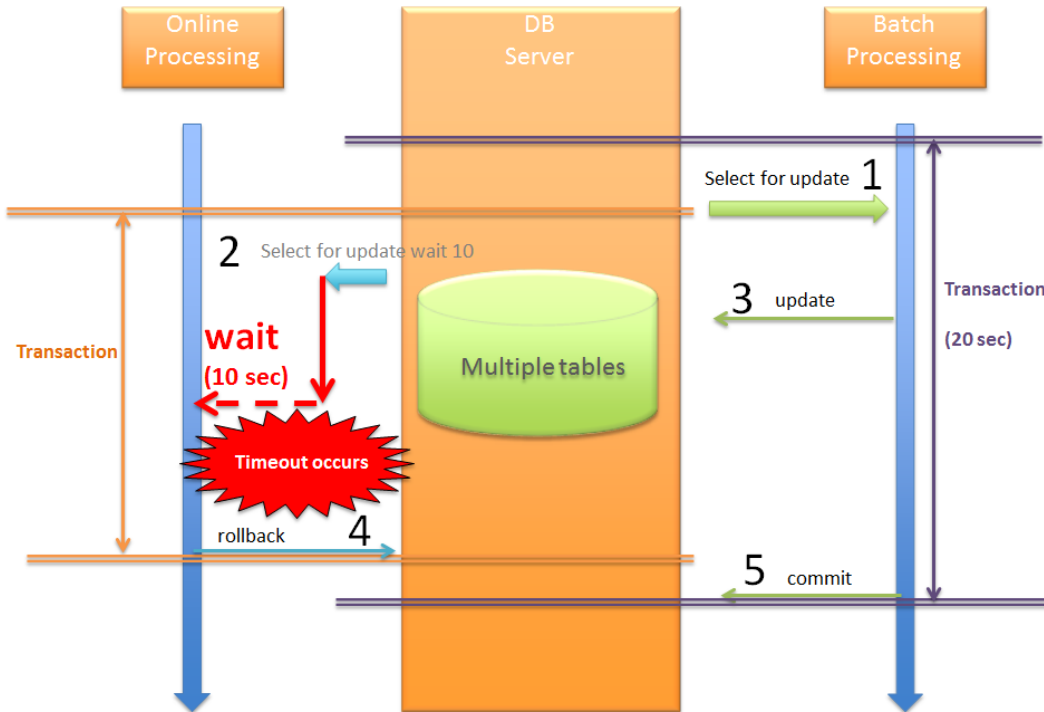 Online
Processing
DB
Server
Batch
Processing
Select for update 1
2 Select for update wait 10
3 update
Transaction
(20 sec)
wait
(10 sec)
Transaction
Multiple tables
Timeout occurs
rollback 4
5 commit